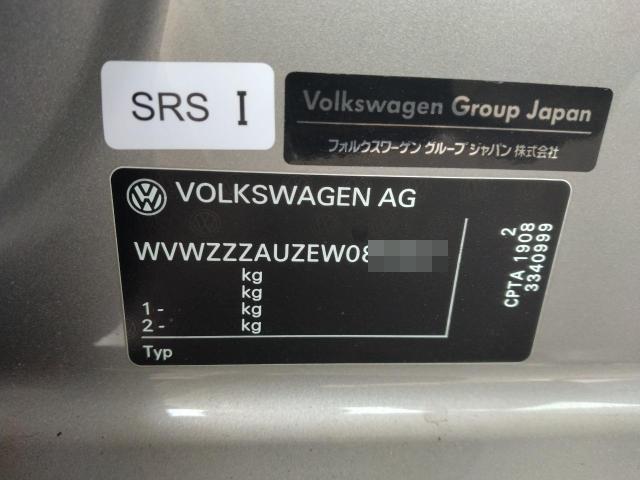 SRS I
Volkswagen Group Japan
フォルクスワーゲン グループ ジャパン 株式会社
VOLKSWAGEN AG
WVWZZZAUZEW08
kg
kg
1 - kg
2 - kg
Typ
2
CPTA 1908
3340999